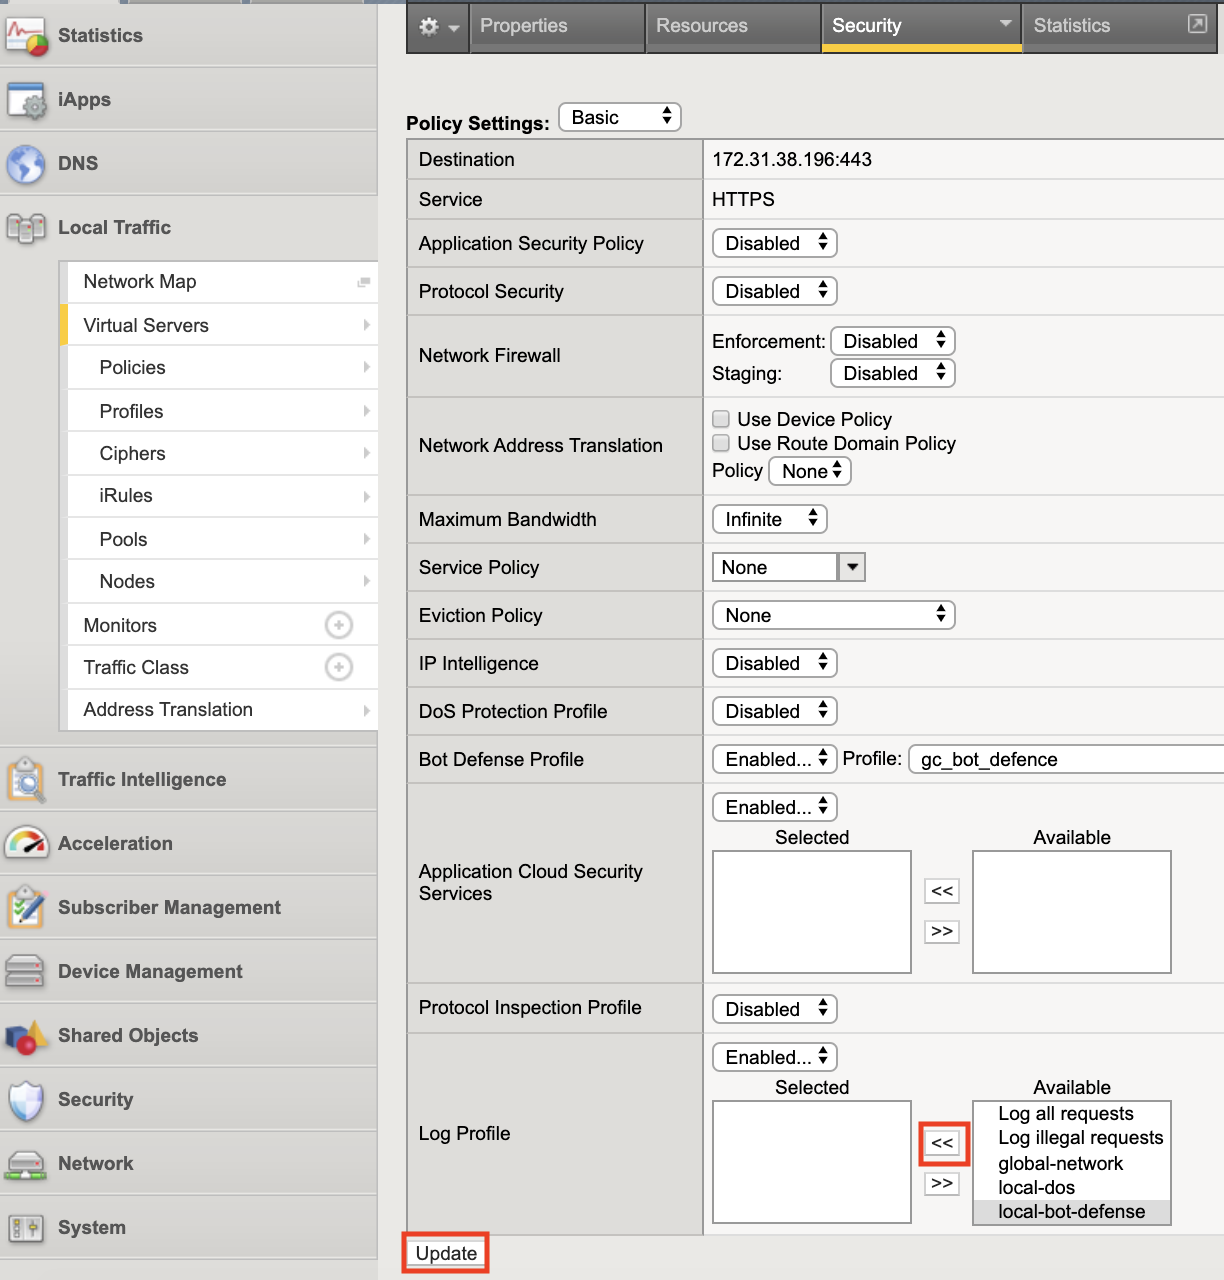 Statistics
iApps
DNS
Local Traffic
Network Map
Virtual Servers
Policies
Profiles
Ciphers
iRules
Pools
Nodes
Monitors
Traffic Class
Address Translation
Traffic Intelligence
Acceleration
Subscriber Management
Device Management
Shared Objects
Security
Network
System
Properties Resources Security Statistics
Policy Settings: Basic
Destination 172.31.38.196:443
Service HTTPS
Application Security Policy Disabled
Protocol Security Disabled
Network Firewall Enforcement: Disabled
Staging: Disabled
Network Address Translation
Use Device Policy
Use Route Domain Policy
Policy None
Maximum Bandwidth Infinite
Service Policy None
Eviction Policy None
IP Intelligence Disabled
DoS Protection Profile Disabled
Bot Defense Profile Enabled... Profile: gc_bot_defence
Application Cloud Security
Services
Enabled...
Selected Available
<<
>>
Protocol Inspection Profile Disabled
Log Profile Enabled...
Selected Available
Log all requests
<< Log illegal requests
global-network
>> local-dos
local-bot-defense
Update